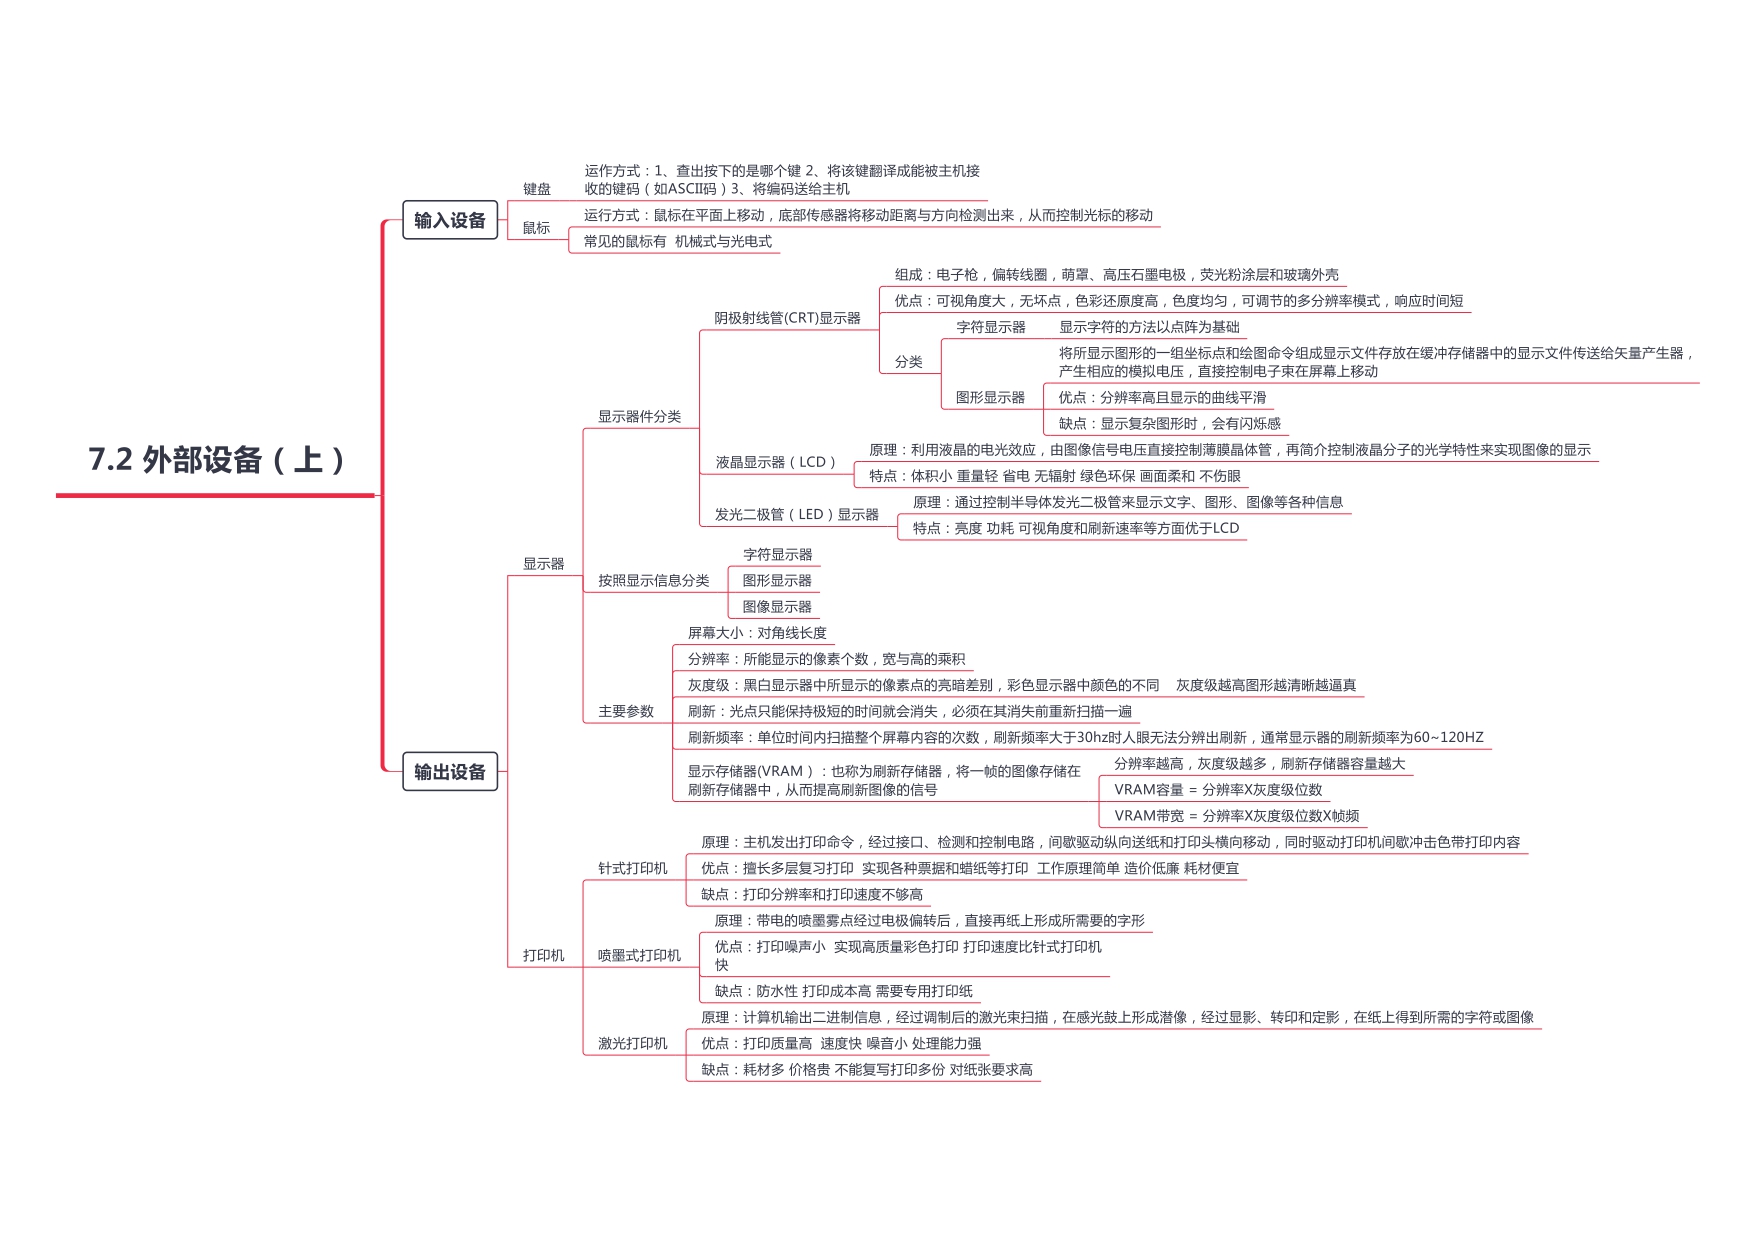 7.2 外部设备（上）
输入设备
键盘
运作方式：1、查出按下的是哪个键 2、将该键翻译成能被主机接
收的键码（如ASCII码）3、将编码送给主机
鼠标
运行方式：鼠标在平面上移动，底部传感器将移动距离与方向检测出来，从而控制光标的移动
常见的鼠标有 机械式与光电式
输出设备
显示器
显示器件分类
阴极射线管(CRT)显示器
组成：电子枪，偏转线圈，萌罩、高压石墨电极，荧光粉涂层和玻璃外壳
优点：可视角度大，无坏点，色彩还原度高，色度均匀，可调节的多分辨率模式，响应时间短
分类
字符显示器
显示字符的方法以点阵为基础
图形显示器
将所显示图形的一组坐标点和绘图命令组成显示文件存放在缓冲存储器中的显示文件传送给矢量产生器，
产生相应的模拟电压，直接控制电子束在屏幕上移动
优点：分辨率高且显示的曲线平滑
缺点：显示复杂图形时，会有闪烁感
液晶显示器（LCD）
原理：利用液晶的电光效应，由图像信号电压直接控制薄膜晶体管，再简介控制液晶分子的光学特性来实现图像的显示
特点：体积小 重量轻 省电 无辐射 绿色环保 画面柔和 不伤眼
发光二极管（LED）显示器
原理：通过控制半导体发光二极管来显示文字、图形、图像等各种信息
特点：亮度 功耗 可视角度和刷新速率等方面优于LCD
按照显示信息分类
字符显示器
图形显示器
图像显示器
主要参数
屏幕大小：对角线长度
分辨率：所能显示的像素个数，宽与高的乘积
灰度级：黑白显示器中所显示的像素点的亮暗差别，彩色显示器中颜色的不同 灰度级越高图形越清晰越逼真
刷新：光点只能保持极短的时间就会消失，必须在其消失前重新扫描一遍
刷新频率：单位时间内扫描整个屏幕内容的次数，刷新频率大于30hz时人眼无法分辨出刷新，通常显示器的刷新频率为60~120HZ
显示存储器(VRAM）：也称为刷新存储器，将一帧的图像存储在
刷新存储器中，从而提高刷新图像的信号
分辨率越高，灰度级越多，刷新存储器容量越大
VRAM容量 = 分辨率X灰度级位数
VRAM带宽 = 分辨率X灰度级位数X帧频
打印机
针式打印机
原理：主机发出打印命令，经过接口、检测和控制电路，间歇驱动纵向送纸和打印头横向移动，同时驱动打印机间歇冲击色带打印内容
优点：擅长多层复习打印 实现各种票据和蜡纸等打印 工作原理简单 造价低廉 耗材便宜
缺点：打印分辨率和打印速度不够高
喷墨式打印机
原理：带电的喷墨雾点经过电极偏转后，直接再纸上形成所需要的字形
优点：打印噪声小 实现高质量彩色打印 打印速度比针式打印机
快
缺点：防水性 打印成本高 需要专用打印纸
激光打印机
原理：计算机输出二进制信息，经过调制后的激光束扫描，在感光鼓上形成潜像，经过显影、转印和定影，在纸上得到所需的字符或图像
优点：打印质量高 速度快 噪音小 处理能力强
缺点：耗材多 价格贵 不能复写打印多份 对纸张要求高